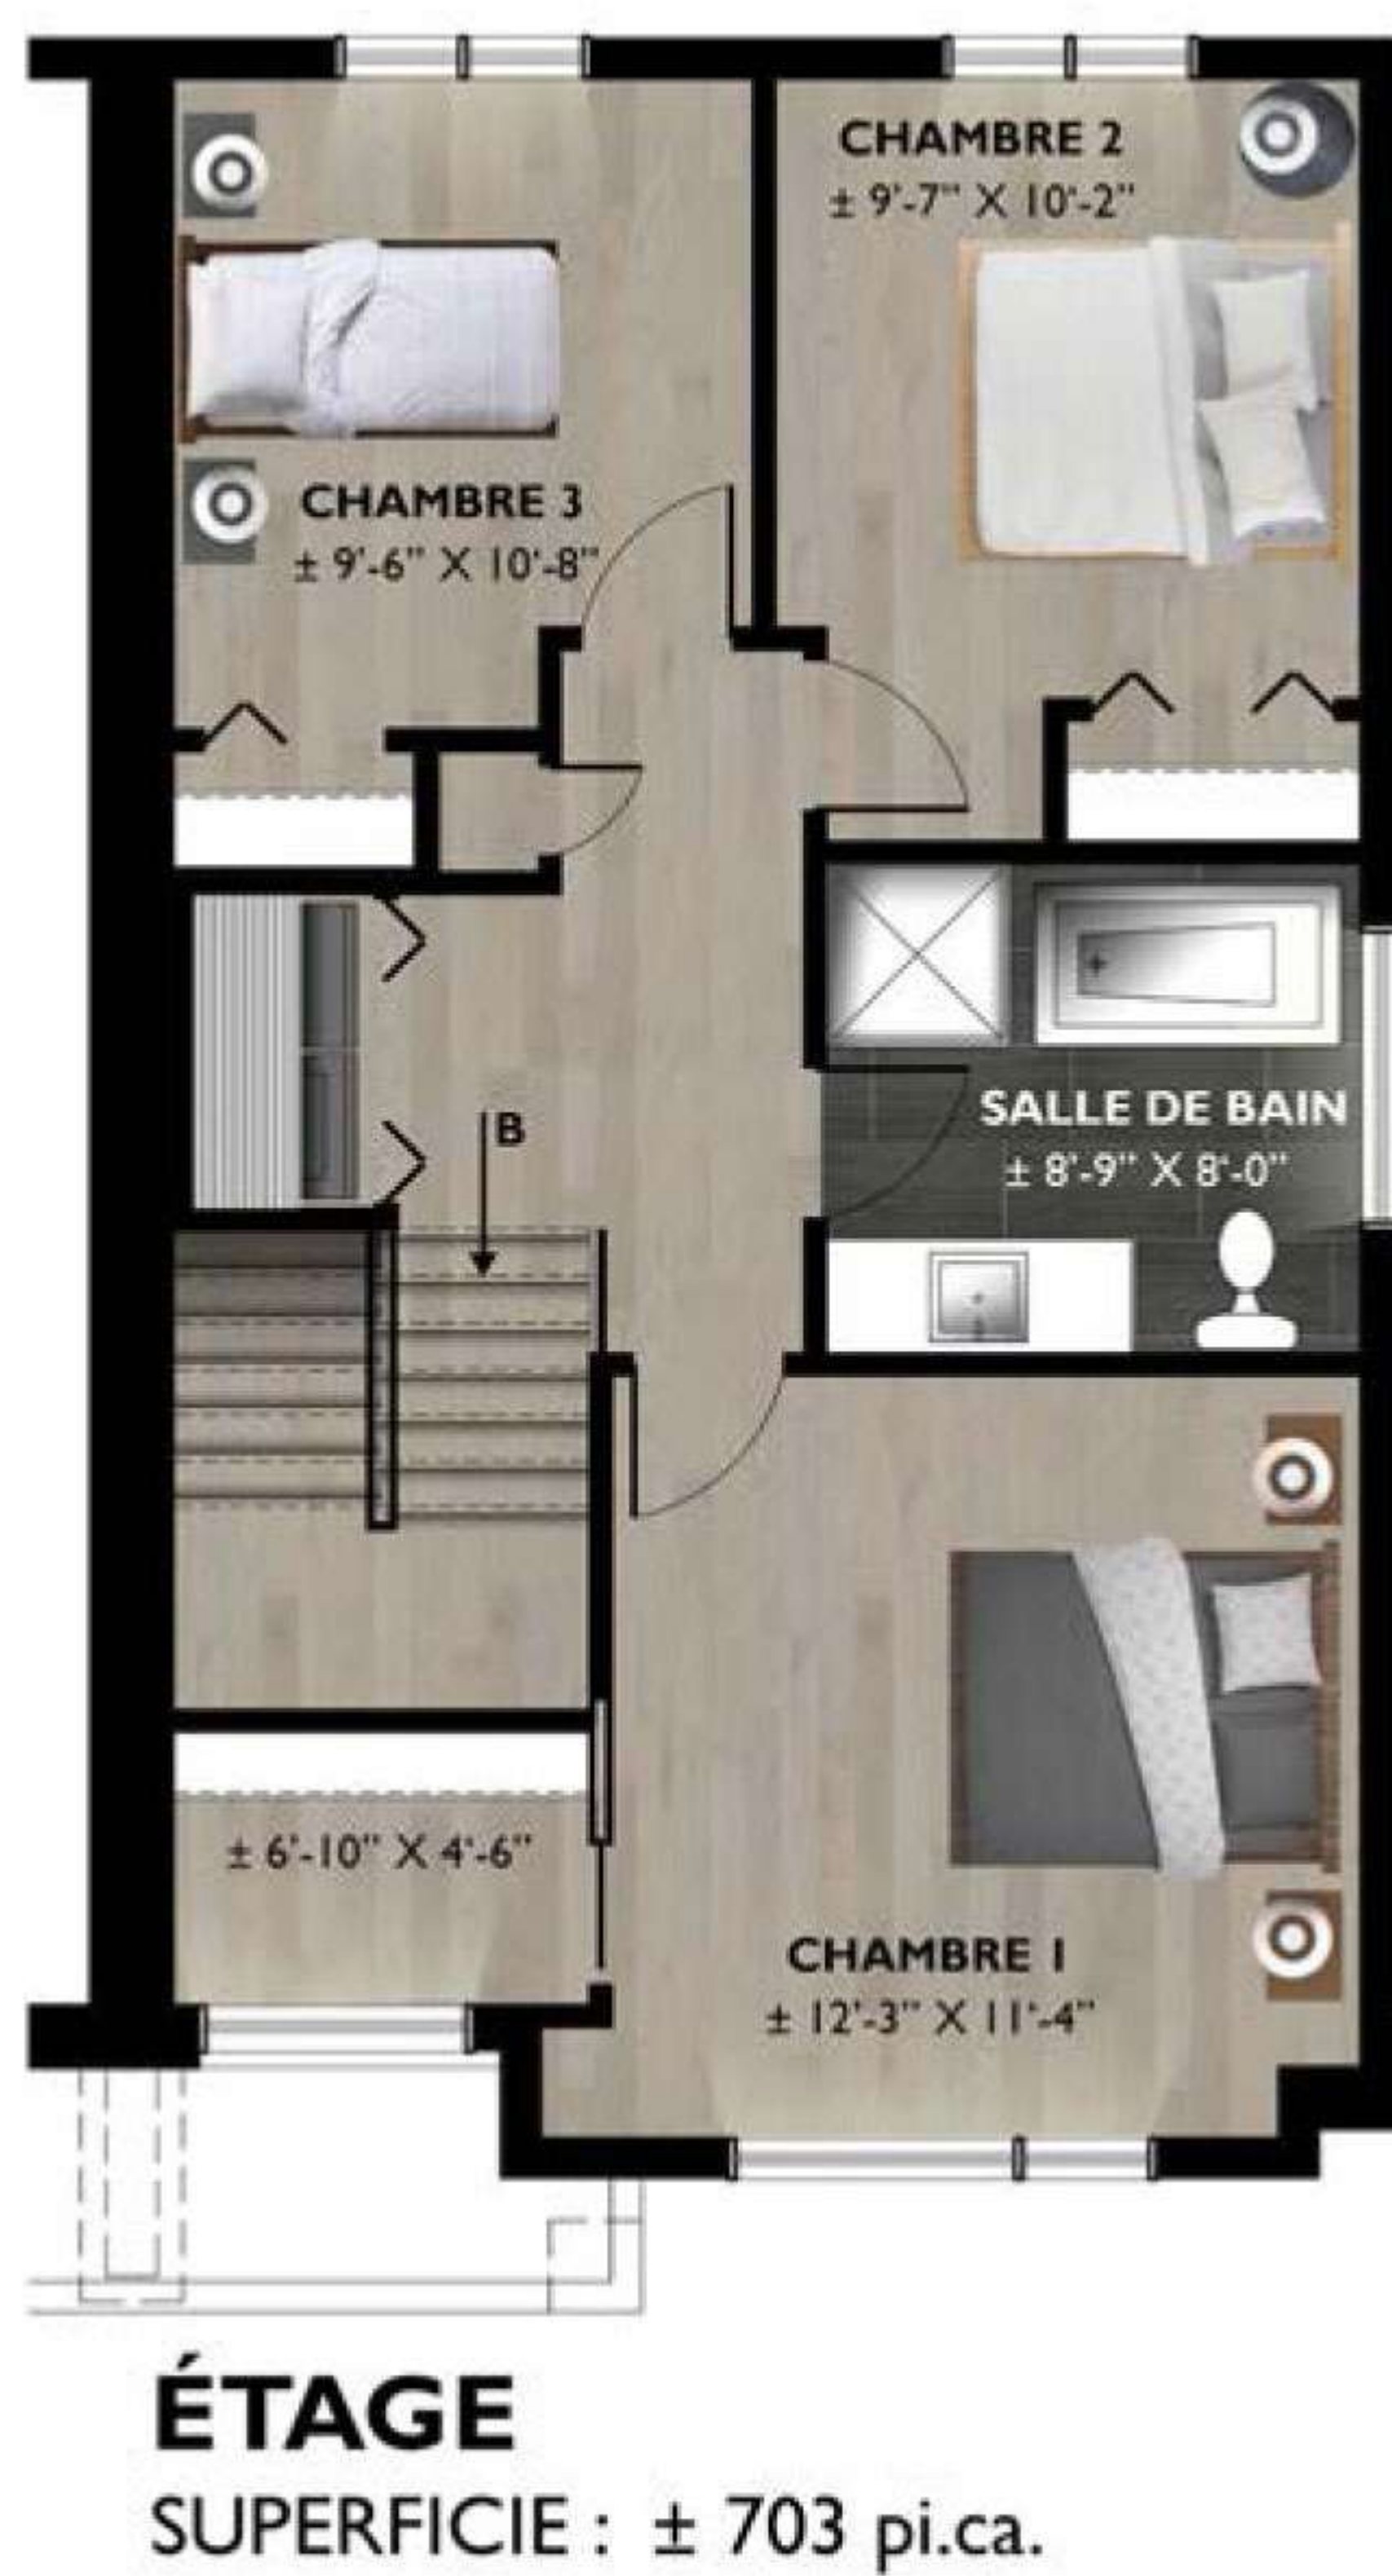 CHAMBRE 2
± 9'-7" X 10'-2"
CHAMBRE 3
± 9'-6" X 10'-8"
B
SALLE DE BAIN
± 8'-9" X 8'-0"
± 6'-10" X 4'-6"
CHAMBRE 1
± 12'-3" X 11'-4"
ÉTAGE
SUPERFICIE : ± 703 pi.ca.